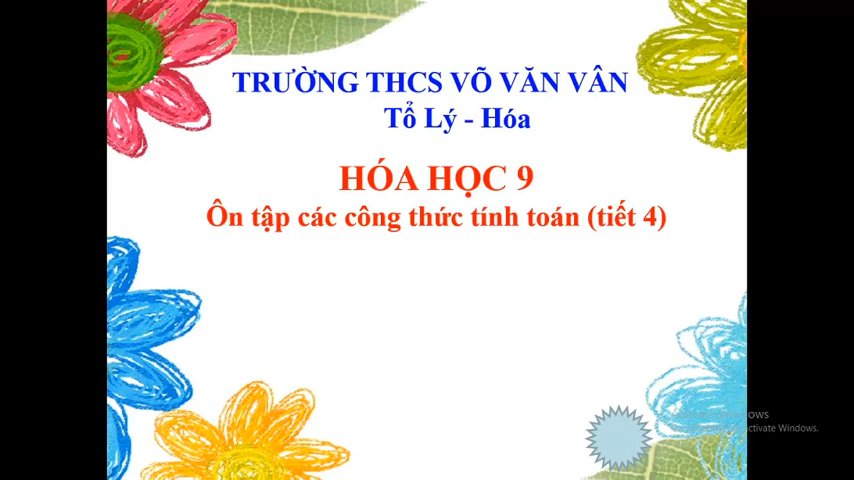 TRƯỜNG THCS VÕ VĂN VÂN
Tổ Lý - Hóa
HÓA HỌC 9
Ôn tập các công thức tính toán (tiết 4)
Windows.